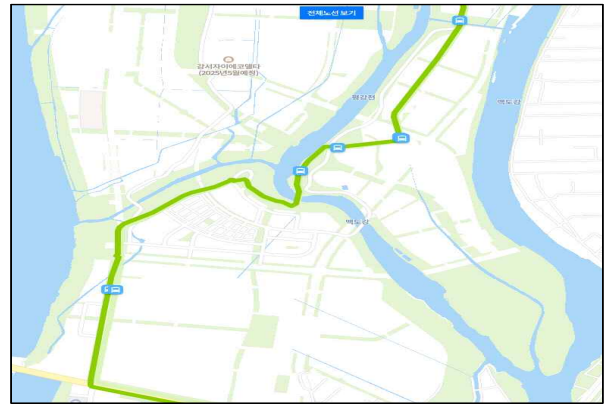 전체노선 보기
강서자이에코델타
(2025년5월예정)
평강천
맥도강
맥도강